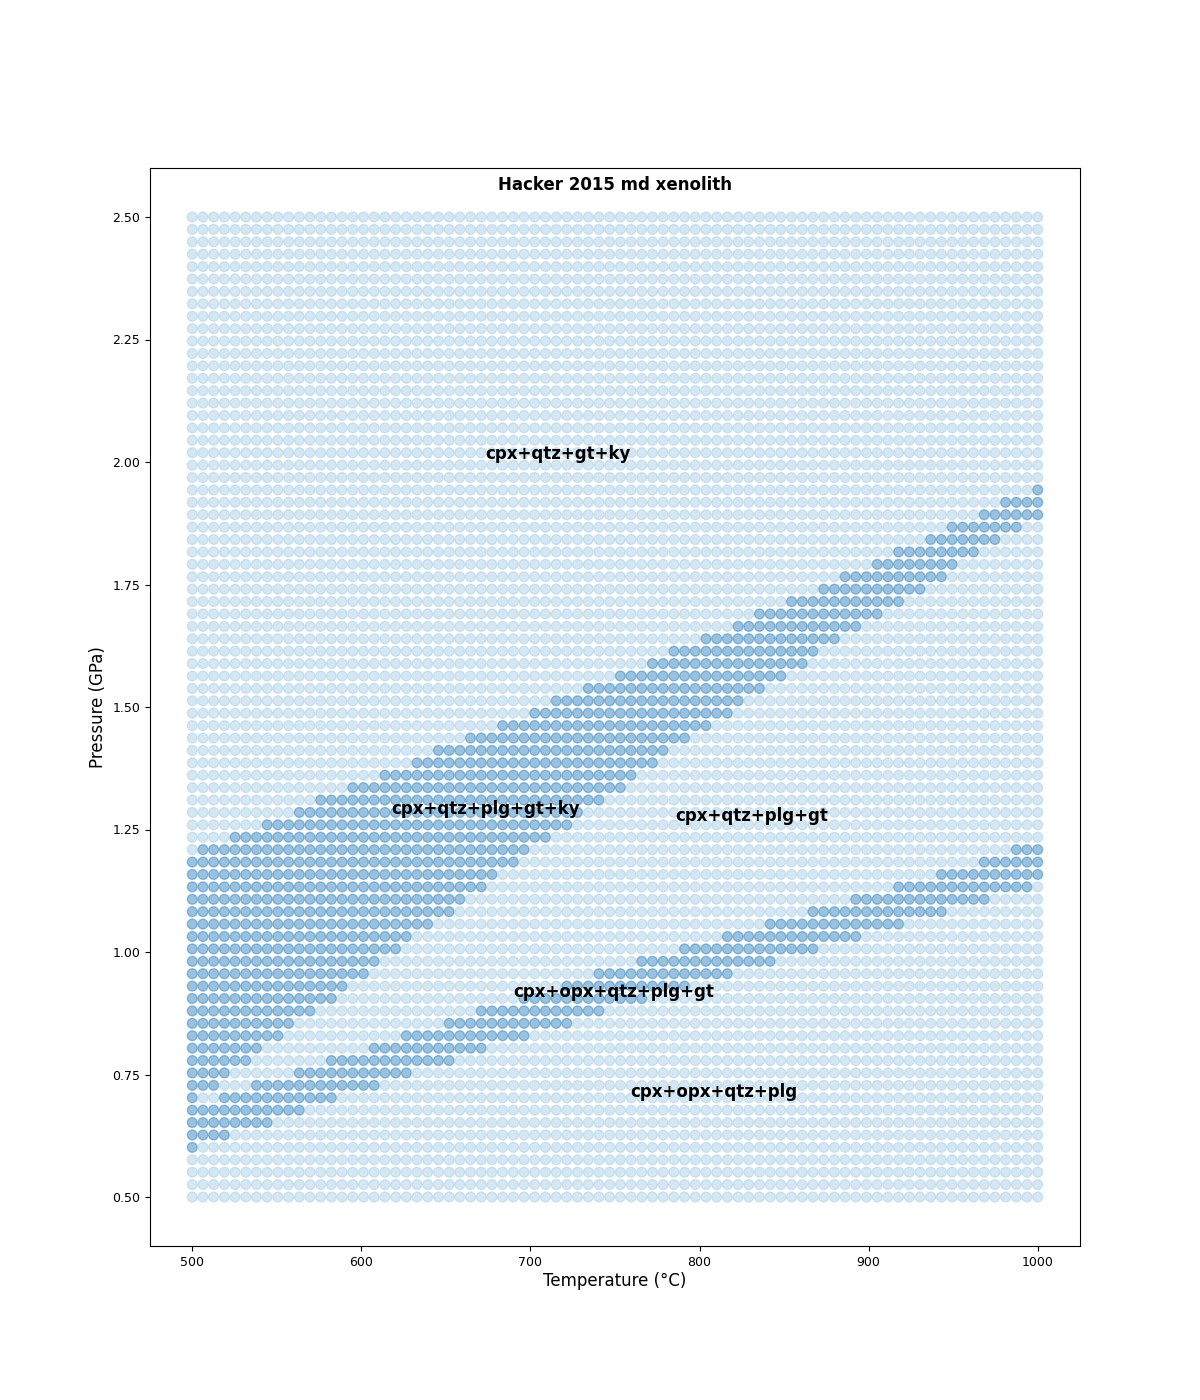 Hacker 2015 md xenolith
2.50
2.25
2.00
1.75
1.50
1.25
1.00
0.75
0.50
Pressure (GPa)
cpx+qtz+gt+ky
cpx+qtz+plg+gt+ky
cpx+qtz+plg+gt
cpx+opx+qtz+plg+gt
cpx+opx+qtz+plg
500 600 700 800 900 1000
Temperature (°C)